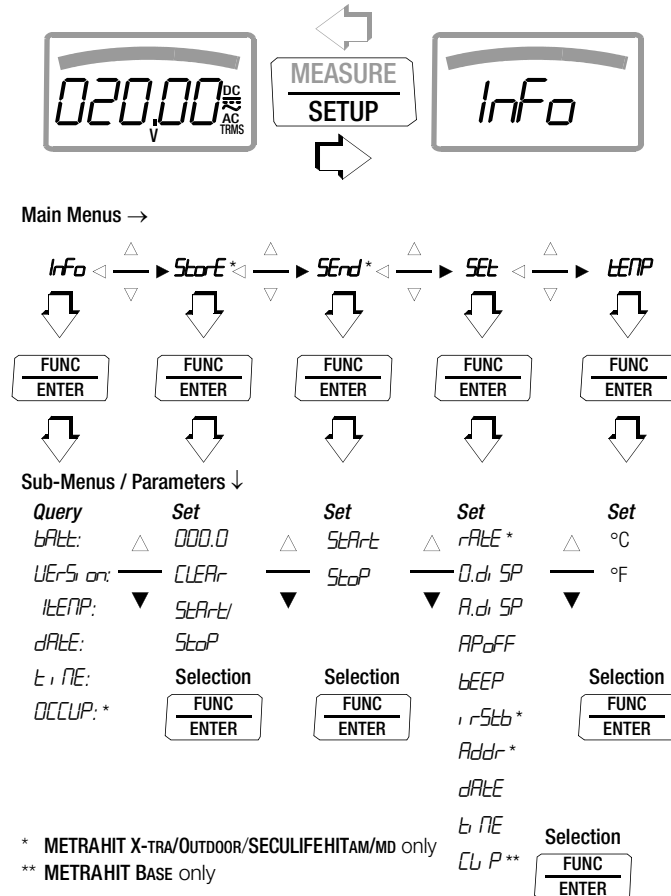 MEASURE
SETUP
020.00 V DC AC TRMS
InFo
Main Menus →
InFo StorE * SEnd * SEt tEMP
FUNC FUNC FUNC FUNC FUNC
ENTER ENTER ENTER ENTER ENTER
Sub-Menus / Parameters ↓
Query Set Set Set Set
bAtt: 000.0 StArt rAtE * °C
VErSion: CLEAr StoP 0.diSP °F
ItEMP: StArt/ A.diSP
dAtE: StoP APoFF
tiME: Selection Selection bEEP Selection
OCCUP: * FUNC FUNC irStb * FUNC
ENTER ENTER Addr * ENTER
dAtE
tiME
CLiP **
Selection
FUNC
ENTER
* METRAHIT X-TRA/OUTDOOR/SECULIFEHITAM/MD only
** METRAHIT BASE only